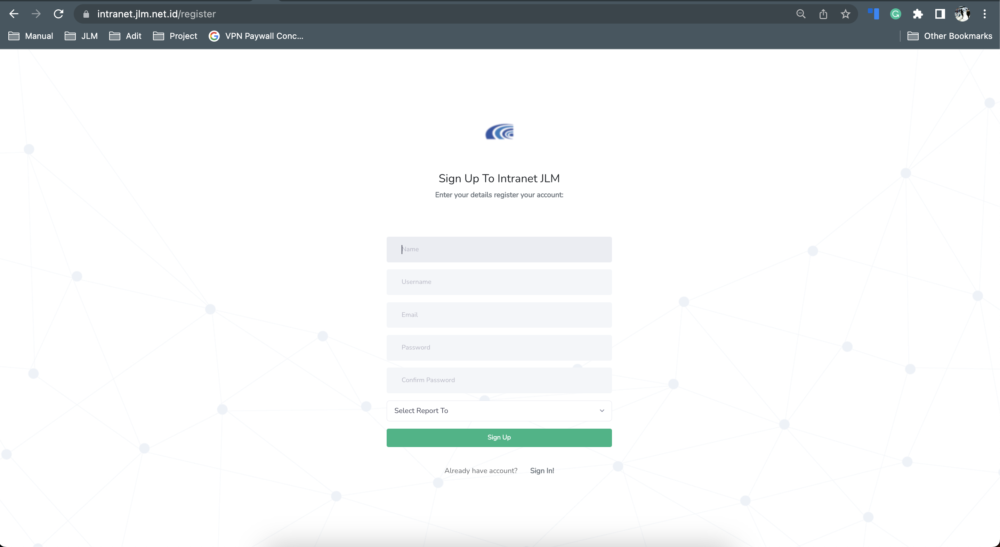 intranet.jlm.net.id/register
Manual JLM Adit Project VPN Paywall Conc... Other Bookmarks
Sign Up To Intranet JLM
Enter your details register your account:
Name
Username
Email
Password
Confirm Password
Select Report To
Sign Up
Already have account? Sign In!